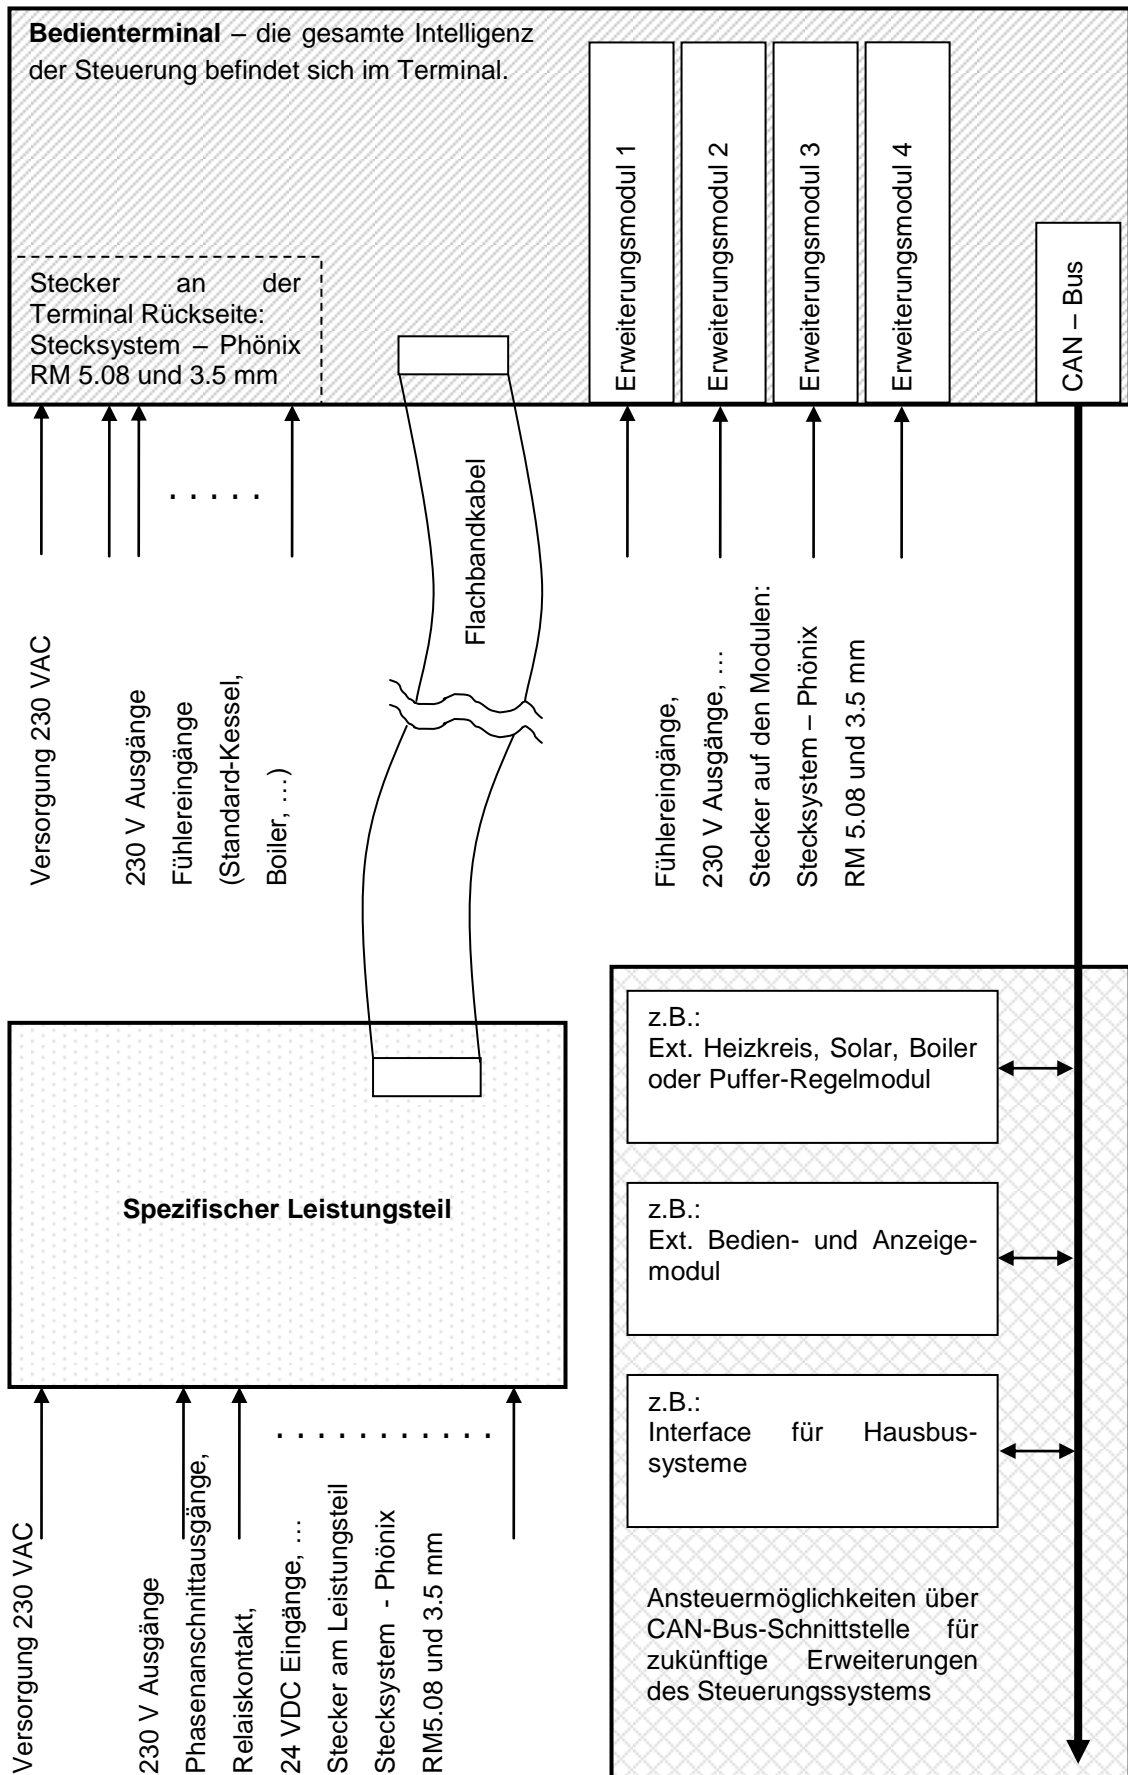 Bedienterminal – die gesamte Intelligenz
der Steuerung befindet sich im Terminal.
Erweiterungsmodul 1
Erweiterungsmodul 2
Erweiterungsmodul 3
Erweiterungsmodul 4
CAN – Bus
Stecker an der
Terminal Rückseite:
Stecksystem – Phönix
RM 5.08 und 3.5 mm
. . . . .
Flachbandkabel
Versorgung 230 VAC
230 V Ausgänge
Fühlereingänge
(Standard-Kessel,
Boiler, …)
Fühlereingänge,
230 V Ausgänge, …
Stecker auf den Modulen:
Stecksystem – Phönix
RM 5.08 und 3.5 mm
z.B.:
Ext. Heizkreis, Solar, Boiler
oder Puffer-Regelmodul
Spezifischer Leistungsteil
z.B.:
Ext. Bedien- und Anzeige-
modul
z.B.:
Interface für Hausbus-
systeme
. . . . . . . . . . .
Versorgung 230 VAC
230 V Ausgänge
Phasenanschnittausgänge,
Relaiskontakt,
24 VDC Eingänge, …
Stecker am Leistungsteil
Stecksystem - Phönix
RM5.08 und 3.5 mm
Ansteuermöglichkeiten über
CAN-Bus-Schnittstelle für
zukünftige Erweiterungen
des Steuerungssystems